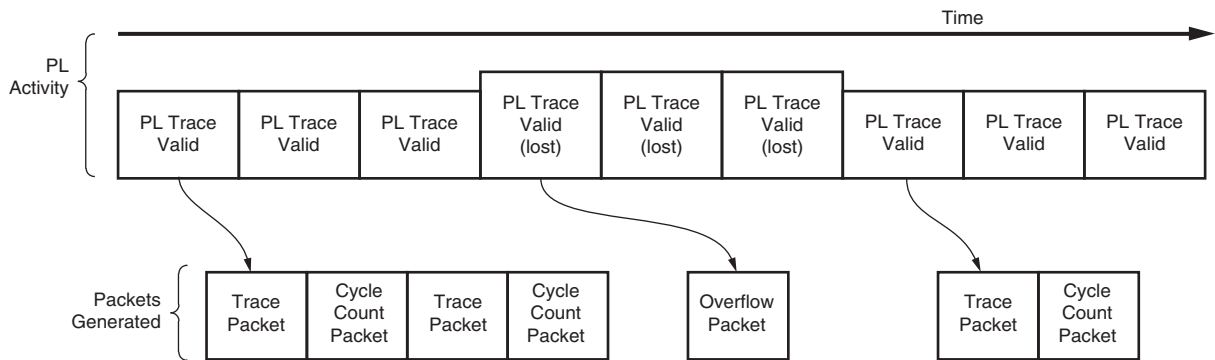 Time
PL
Activity
PL Trace
Valid
PL Trace
Valid
PL Trace
Valid
PL Trace
Valid
(lost)
PL Trace
Valid
(lost)
PL Trace
Valid
(lost)
PL Trace
Valid
PL Trace
Valid
PL Trace
Valid
Packets
Generated
Trace
Packet
Cycle
Count
Packet
Trace
Packet
Cycle
Count
Packet
Overflow
Packet
Trace
Packet
Cycle
Count
Packet